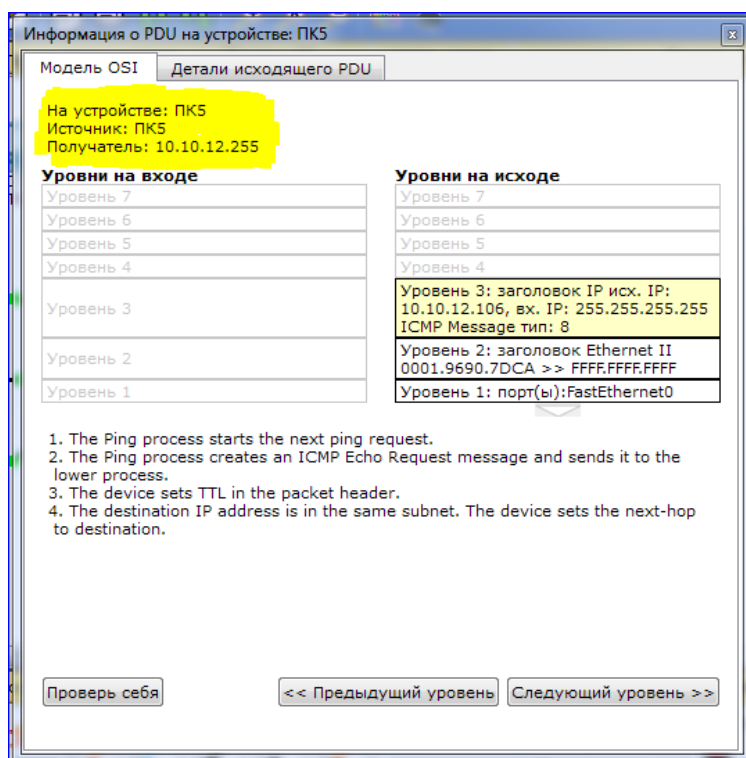 Информация о PDU на устройстве: ПК5
Модель OSI
Детали исходящего PDU
На устройстве: ПК5
Источник: ПК5
Получатель: 10.10.12.255
Уровни на входе
Уровень 7
Уровень 6
Уровень 5
Уровень 4
Уровень 3
Уровень 2
Уровень 1
Уровни на исходе
Уровень 7
Уровень 6
Уровень 5
Уровень 4
Уровень 3: заголовок IP исх. IP:
10.10.12.106, вх. IP: 255.255.255.255
ICMP Message тип: 8
Уровень 2: заголовок Ethernet II
0001.9690.7DCA >> FFFF.FFFF.FFFF
Уровень 1: порт(ы):FastEthernet0
1. The Ping process starts the next ping request.
2. The Ping process creates an ICMP Echo Request message and sends it to the
lower process.
3. The device sets TTL in the packet header.
4. The destination IP address is in the same subnet. The device sets the next-hop
to destination.
Проверь себя
<< Предыдущий уровень
Следующий уровень >>